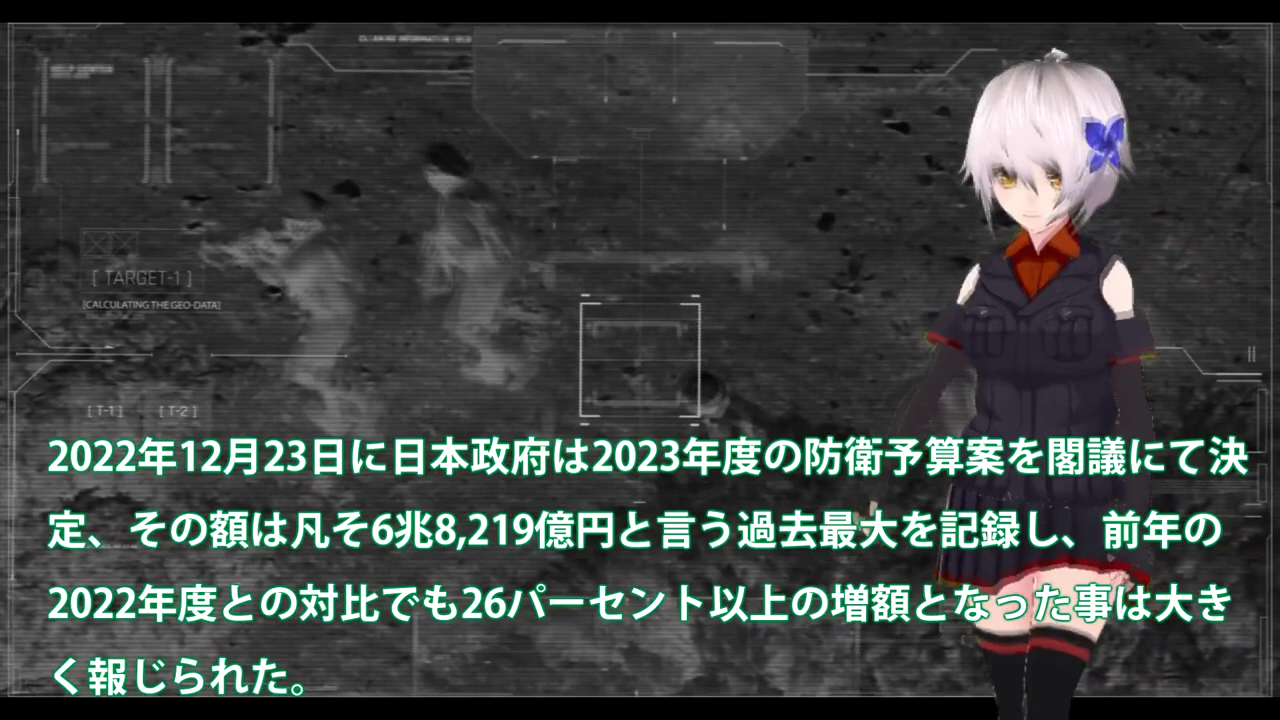 [ TARGET-1 ]
[CALCULATING THE GEO-DATA]
[ T-1 ]
[ T-2 ]
2022年12月23日に日本政府は2023年度の防衛予算案を閣議にて決
定、その額は凡そ6兆8,219億円と言う過去最大を記録し、前年の
2022年度との対比でも26パーセント以上の増額となった事は大き
く報じられた。